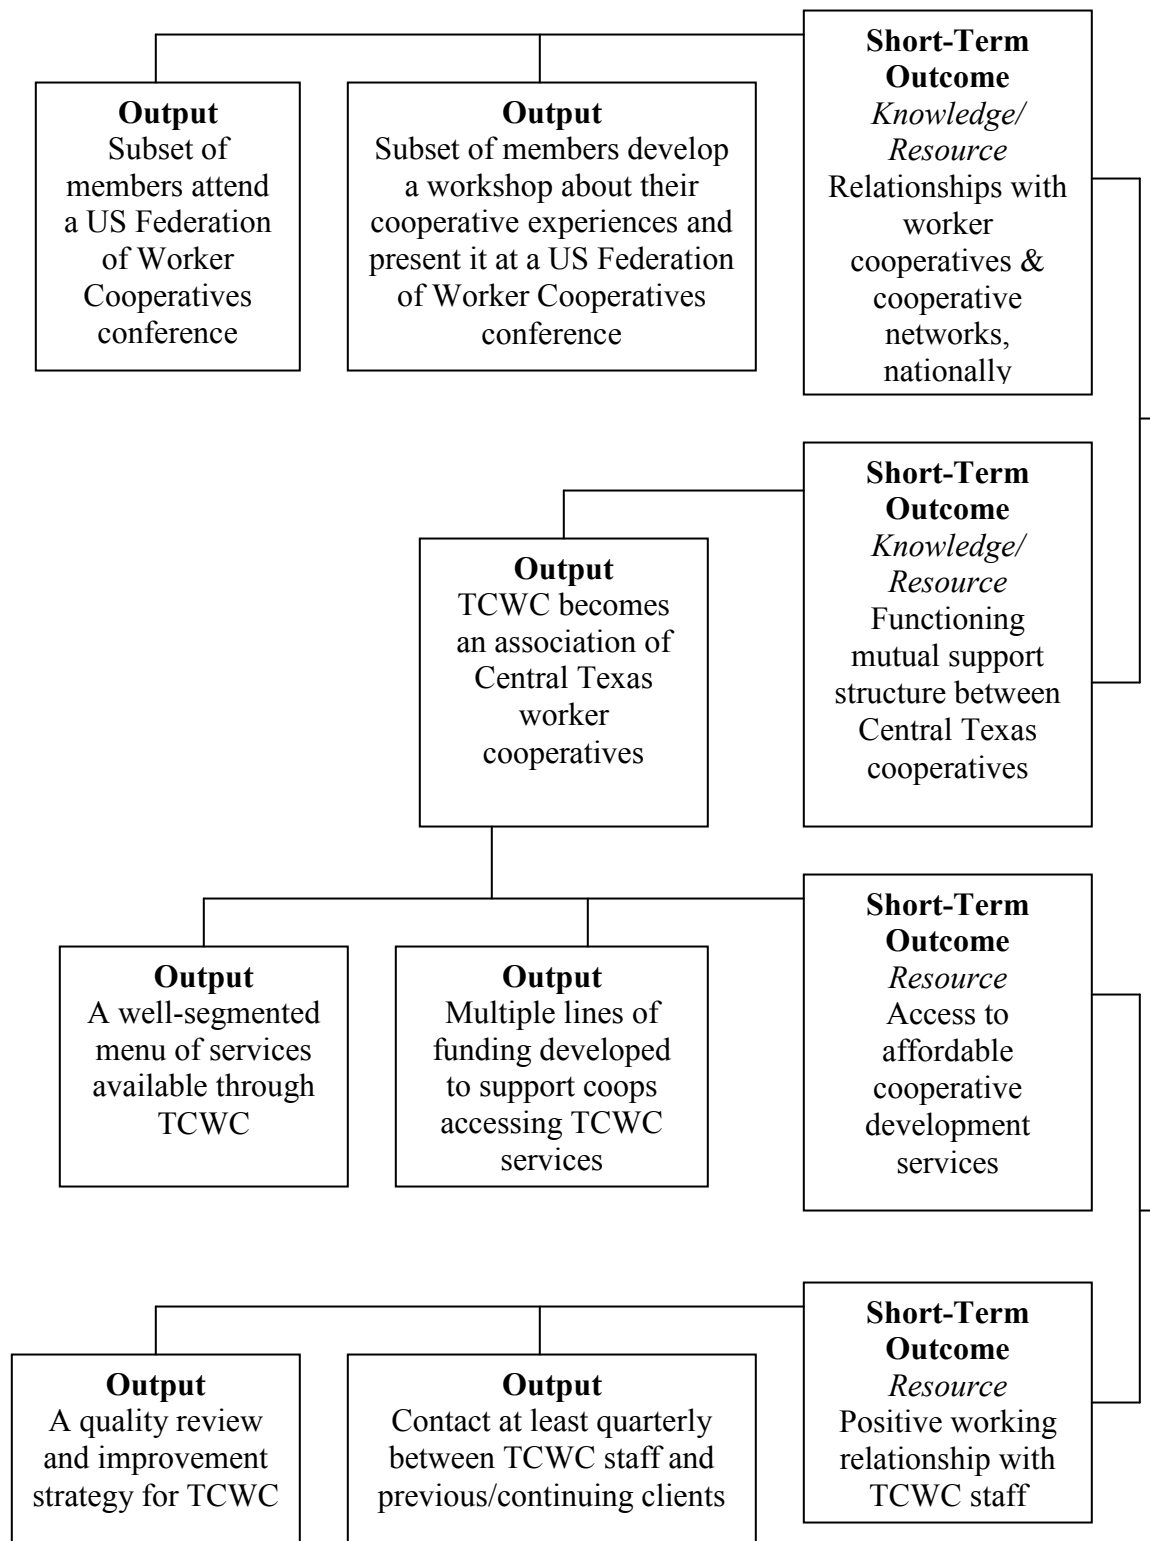 Output
Subset of
members attend
a US Federation
of Worker
Cooperatives
conference
Output
Subset of members develop
a workshop about their
cooperative experiences and
present it at a US Federation
of Worker Cooperatives
conference
Short-Term
Outcome
Knowledge/
Resource
Relationships with
worker
cooperatives &
cooperative
networks,
nationally
Output
TCWC becomes
an association of
Central Texas
worker
cooperatives
Short-Term
Outcome
Knowledge/
Resource
Functioning
mutual support
structure between
Central Texas
cooperatives
Output
A well-segmented
menu of services
available through
TCWC
Output
Multiple lines of
funding developed
to support coops
accessing TCWC
services
Short-Term
Outcome
Resource
Access to
affordable
cooperative
development
services
Output
A quality review
and improvement
strategy for TCWC
Output
Contact at least quarterly
between TCWC staff and
previous/continuing clients
Short-Term
Outcome
Resource
Positive working
relationship with
TCWC staff